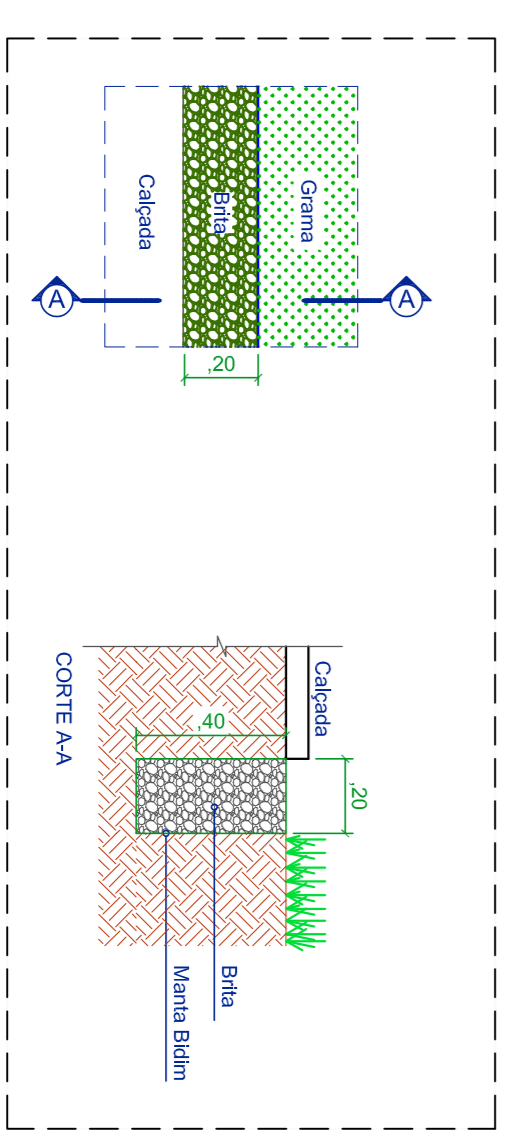 Grama
Brita
Calçada
A
A
,20
Calçada
,20
,40
Brita
Manta Bidim
CORTE A-A